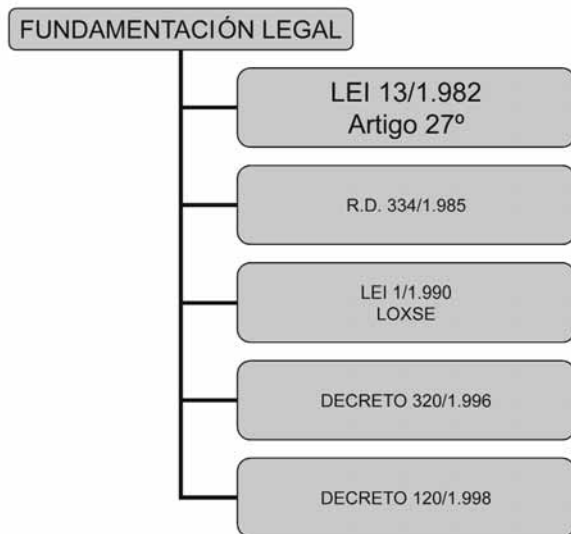 FUNDAMENTACIÓN LEGAL
LEI 13/1.982
Artigo 27º
R.D. 334/1.985
LEI 1/1.990
LOXSE
DECRETO 320/1.996
DECRETO 120/1.998